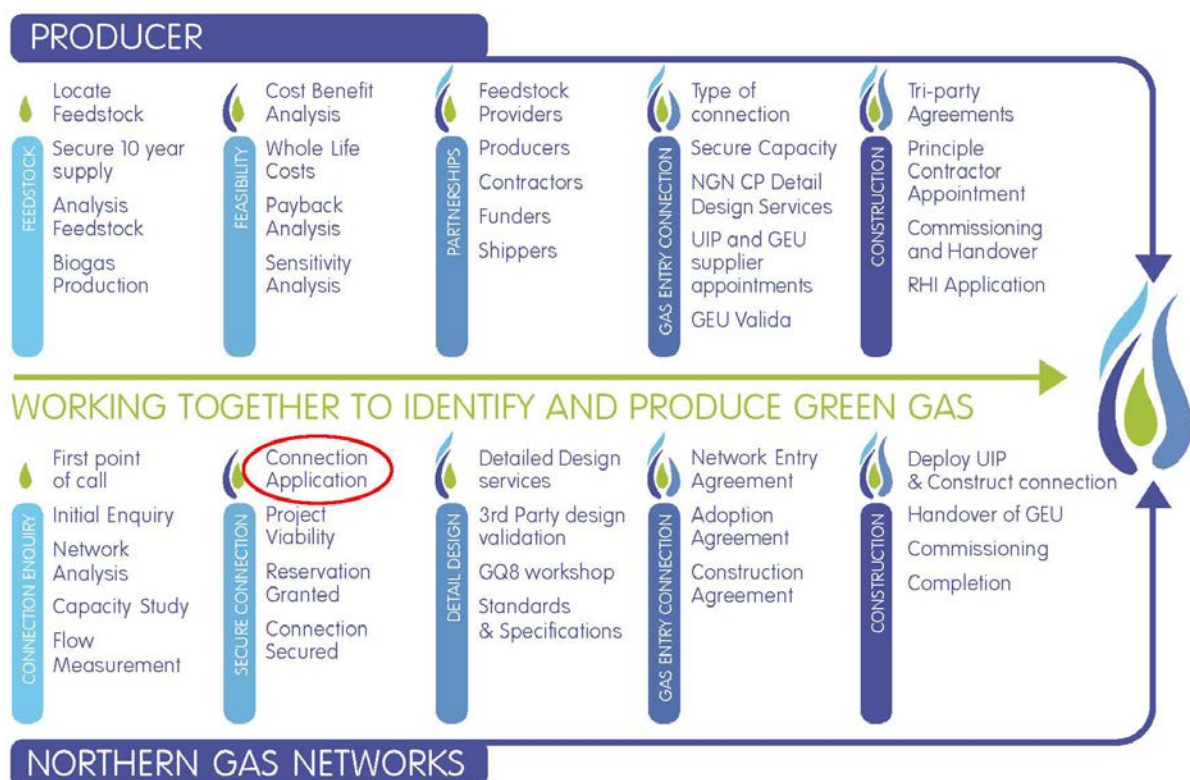 PRODUCER
FEEDSTOCK
Locate
Feedstock
Secure 10 year
supply
Analysis
Feedstock
Biogas
Production
FEASIBILITY
Cost Benefit
Analysis
Whole Life
Costs
Payback
Analysis
Sensitivity
Analysis
PARTNERSHIPS
Feedstock
Providers
Producers
Contractors
Funders
Shippers
GAS ENTRY CONNECTION
Type of
connection
Secure Capacity
NGN CP Detail
Design Services
UIP and GEU
supplier
appointments
GEU Valida
CONSTRUCTION
Tri-party
Agreements
Principle
Contractor
Appointment
Commissioning
and Handover
RHI Application
WORKING TOGETHER TO IDENTIFY AND PRODUCE GREEN GAS
CONNECTION ENQUIRY
First point
of call
Initial Enquiry
Network
Analysis
Capacity Study
Flow
Measurement
SECURE CONNECTION
Connection
Application
Project
Viability
Reservation
Granted
Connection
Secured
DETAIL DESIGN
Detailed Design
services
3rd Party design
validation
GQ8 workshop
Standards
& Specifications
GAS ENTRY CONNECTION
Network Entry
Agreement
Adoption
Agreement
Construction
Agreement
CONSTRUCTION
Deploy UIP
& Construct connection
Handover of GEU
Commissioning
Completion
NORTHERN GAS NETWORKS